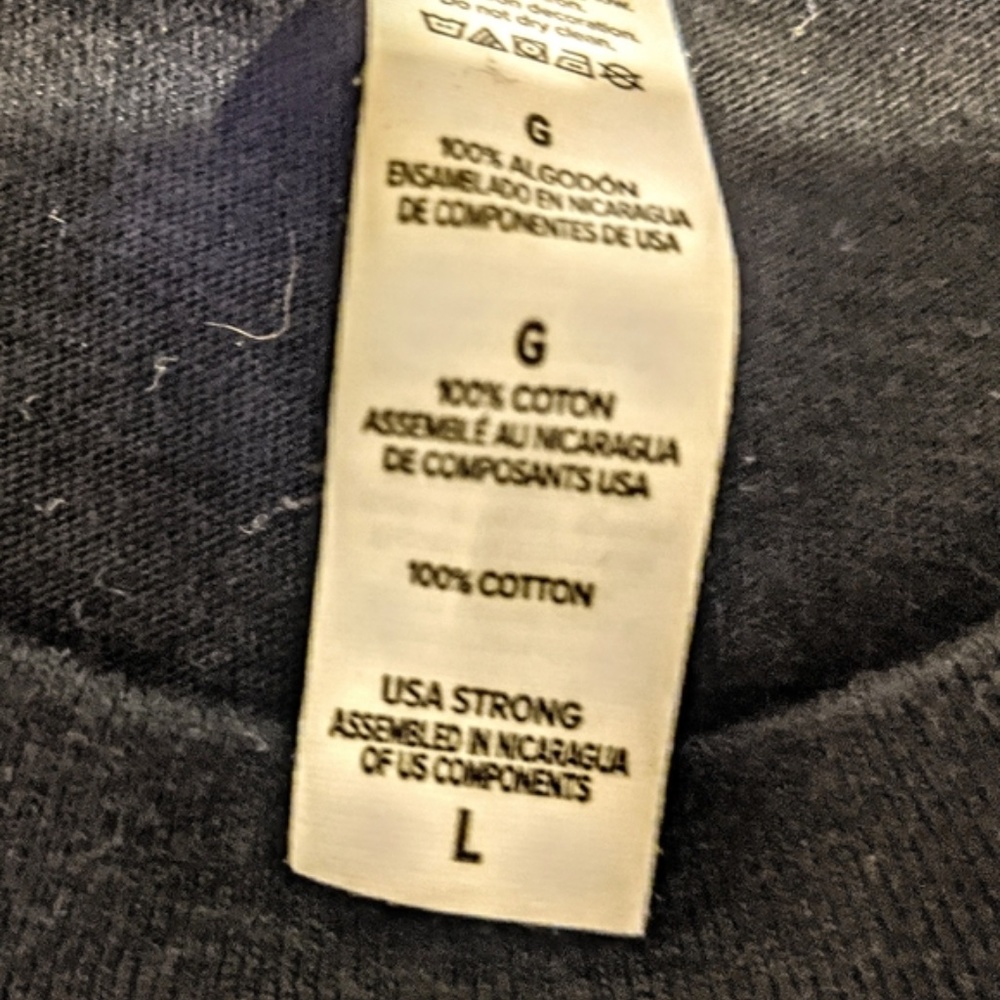 decoration.
Do not dry clean.
G
100% ALGODÓN
ENSAMBLADO EN NICARAGUA
DE COMPONENTES DE USA
G
100% COTON
ASSEMBLÉ AU NICARAGUA
DE COMPOSANTS USA
100% COTTON
USA STRONG
ASSEMBLED IN NICARAGUA
OF US COMPONENTS
L